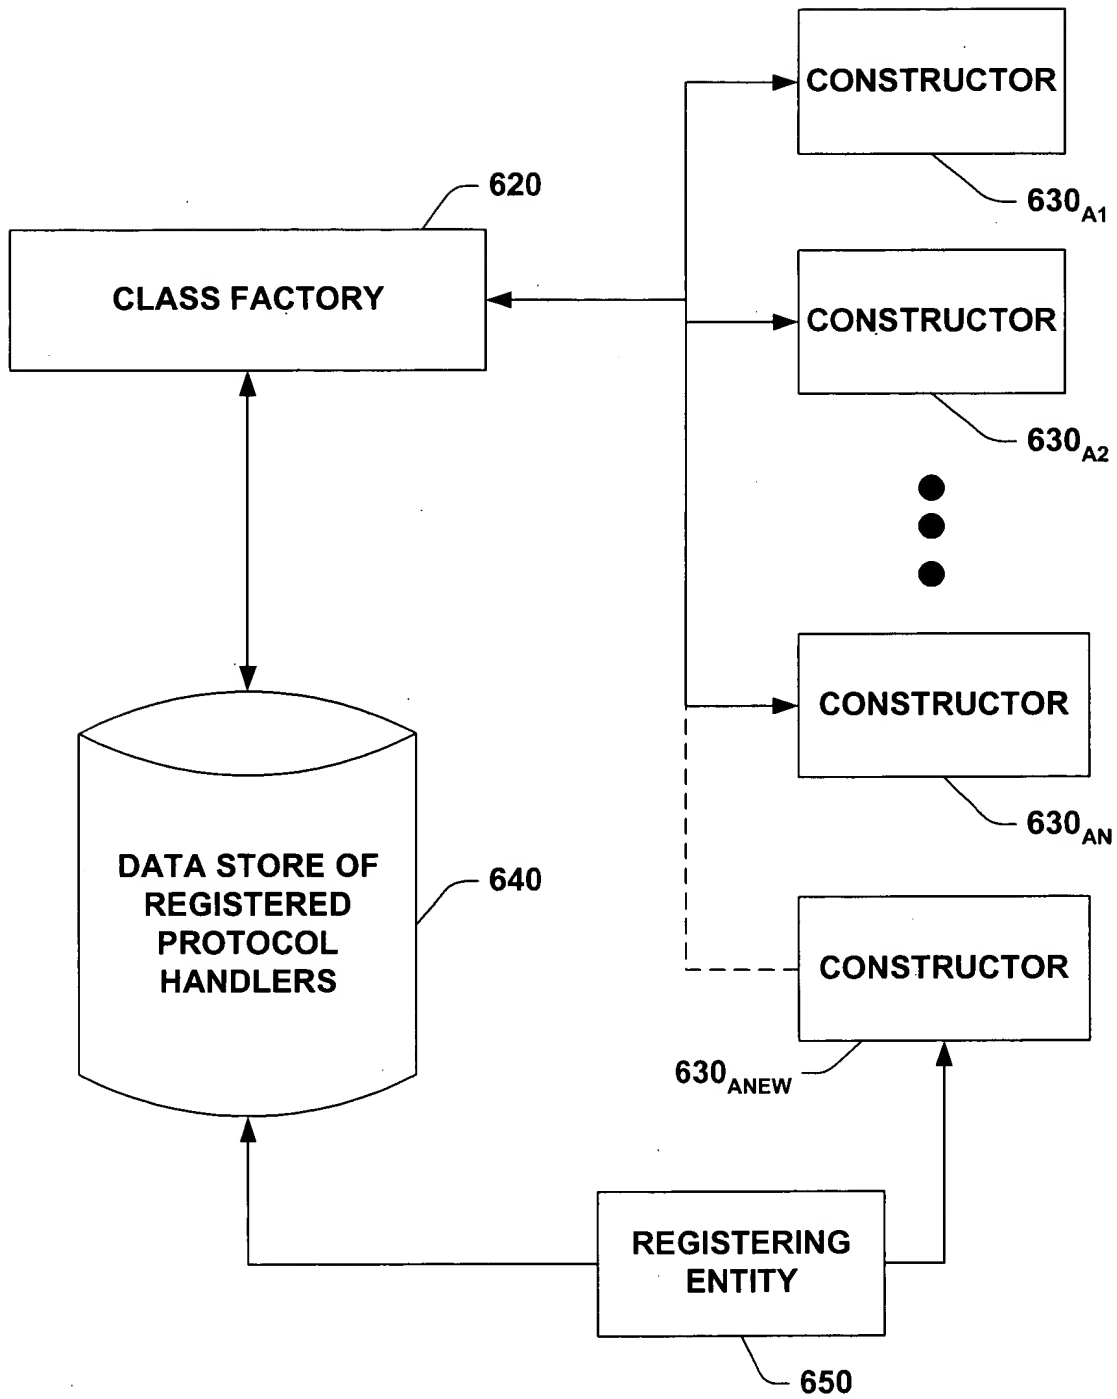 CONSTRUCTOR
630A1
620
CLASS FACTORY
CONSTRUCTOR
630A2
CONSTRUCTOR
630AN
DATA STORE OF
REGISTERED
PROTOCOL
HANDLERS
640
CONSTRUCTOR
630ANEW
REGISTERING
ENTITY
650